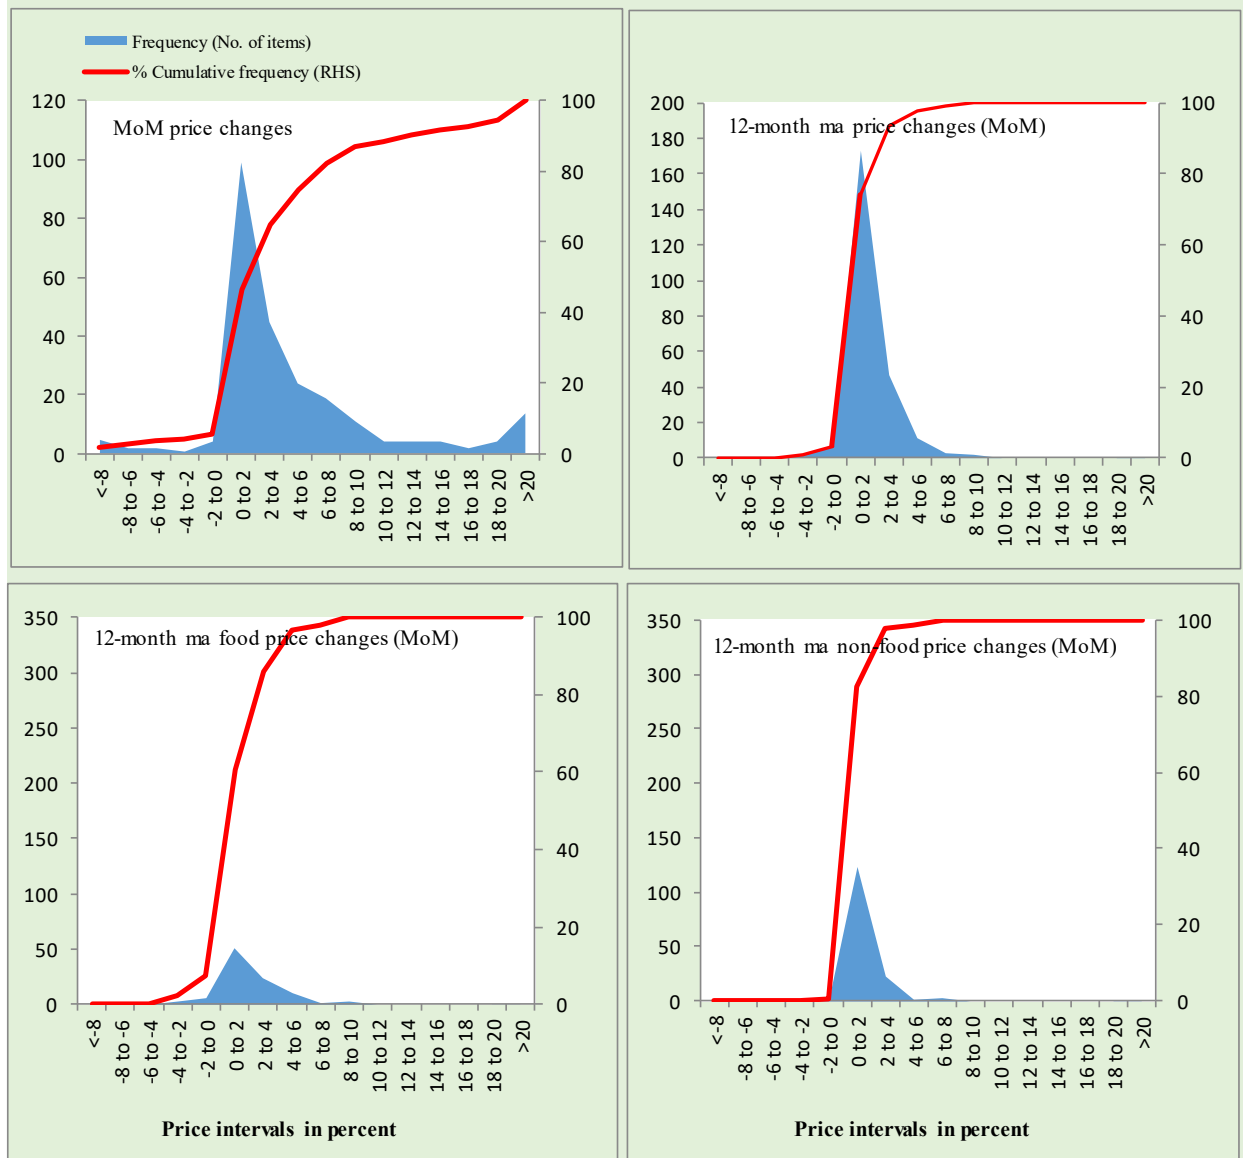 Frequency (No. of items)
% Cumulative frequency (RHS)
MoM price changes
120
100
80
60
40
20
0
100
80
60
40
20
0
<-8
-8 to -6
-6 to -4
-4 to -2
-2 to 0
0 to 2
2 to 4
4 to 6
6 to 8
8 to 10
10 to 12
12 to 14
14 to 16
16 to 18
18 to 20
>20
12-month ma price changes (MoM)
200
180
160
140
120
100
80
60
40
20
0
100
80
60
40
20
0
<-8
-8 to -6
-6 to -4
-4 to -2
-2 to 0
0 to 2
2 to 4
4 to 6
6 to 8
8 to 10
10 to 12
12 to 14
14 to 16
16 to 18
18 to 20
>20
12-month ma food price changes (MoM)
350
300
250
200
150
100
50
0
100
80
60
40
20
0
<-8
-8 to -6
-6 to -4
-4 to -2
-2 to 0
0 to 2
2 to 4
4 to 6
6 to 8
8 to 10
10 to 12
12 to 14
14 to 16
16 to 18
18 to 20
>20
Price intervals in percent
12-month ma non-food price changes (MoM)
350
300
250
200
150
100
50
0
100
80
60
40
20
0
<-8
-8 to -6
-6 to -4
-4 to -2
-2 to 0
0 to 2
2 to 4
4 to 6
6 to 8
8 to 10
10 to 12
12 to 14
14 to 16
16 to 18
18 to 20
>20
Price intervals in percent